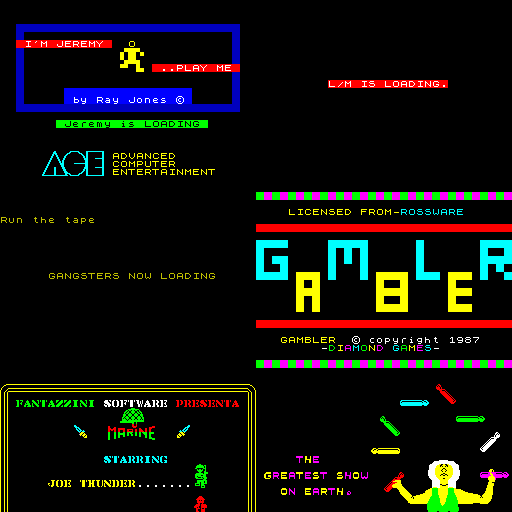 I'M JEREMY
..PLAY ME
by Ray Jones ©
Jeremy is LOADING
L/M IS LOADING.
ACE ADVANCED
COMPUTER
ENTERTAINMENT
Run the tape
GANGSTERS NOW LOADING
LICENSED FROM-ROSSWARE
GAMBLER
GAMBLER © copyright 1987
-DIAMOND GAMES-
FANTAZZINI SOFTWARE PRESENTA
MARINE
STARRING
JOE THUNDER.......
THE
GREATEST SHOW
ON EARTH.